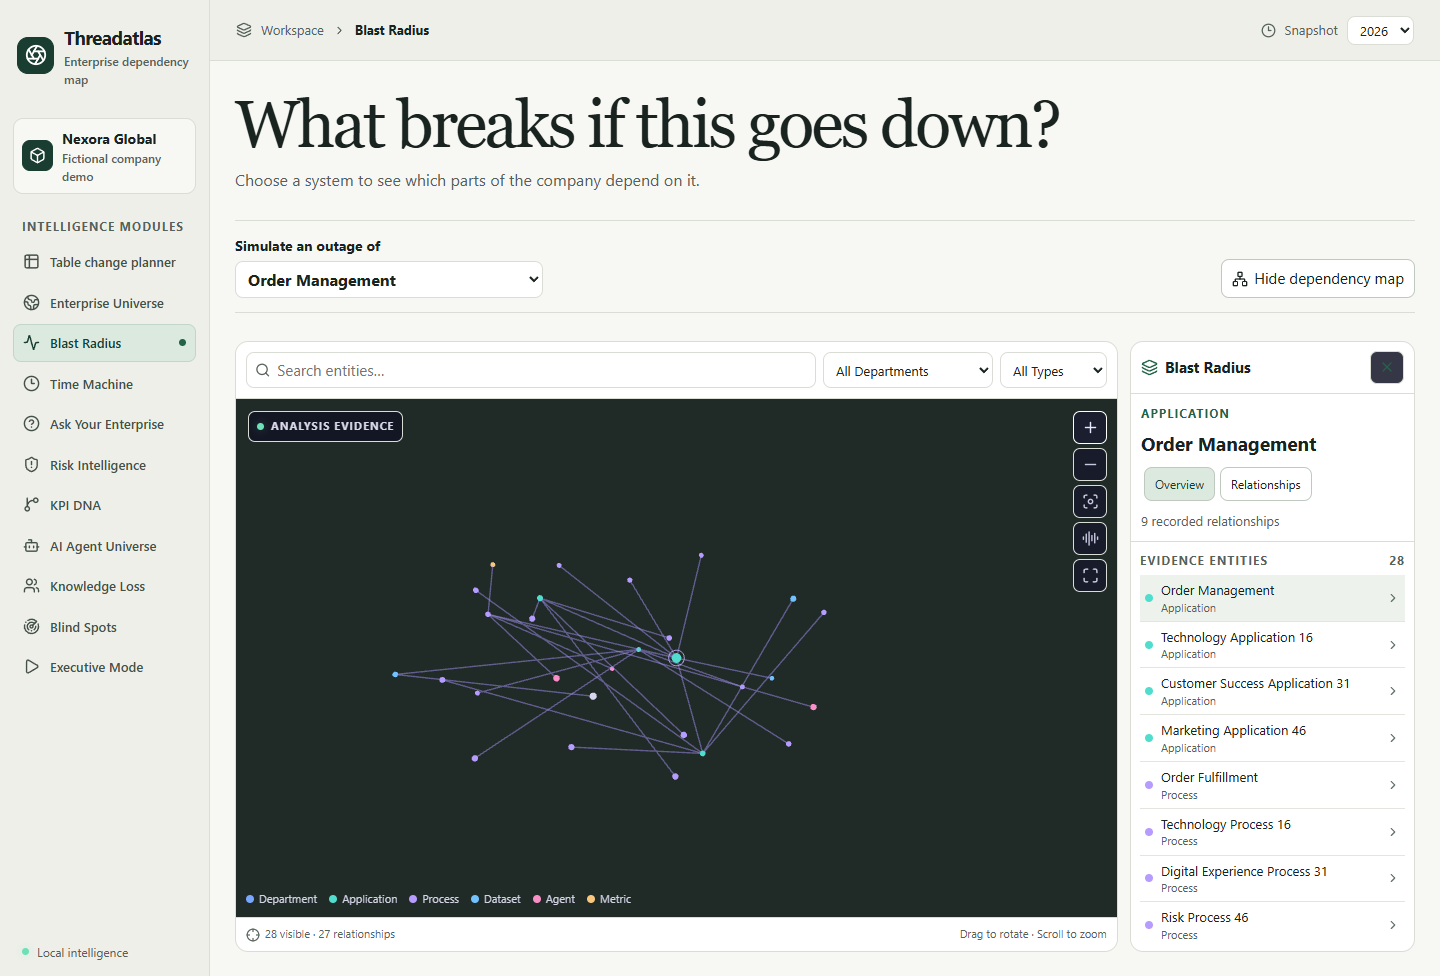 Threadatlas
Enterprise dependency
map
Nexora Global
Fictional company
demo
INTELLIGENCE MODULES
Table change planner
Enterprise Universe
Blast Radius
Time Machine
Ask Your Enterprise
Risk Intelligence
KPI DNA
AI Agent Universe
Knowledge Loss
Blind Spots
Executive Mode
Local intelligence
Workspace > Blast Radius
Snapshot 2026
What breaks if this goes down?
Choose a system to see which parts of the company depend on it.
Simulate an outage of
Order Management
Hide dependency map
Search entities...
All Departments
All Types
ANALYSIS EVIDENCE
Department Application Process Dataset Agent Metric
28 visible · 27 relationships
Drag to rotate · Scroll to zoom
Blast Radius
APPLICATION
Order Management
Overview Relationships
9 recorded relationships
EVIDENCE ENTITIES 28
Order Management
Application
Technology Application 16
Application
Customer Success Application 31
Application
Marketing Application 46
Application
Order Fulfillment
Process
Technology Process 16
Process
Digital Experience Process 31
Process
Risk Process 46
Process